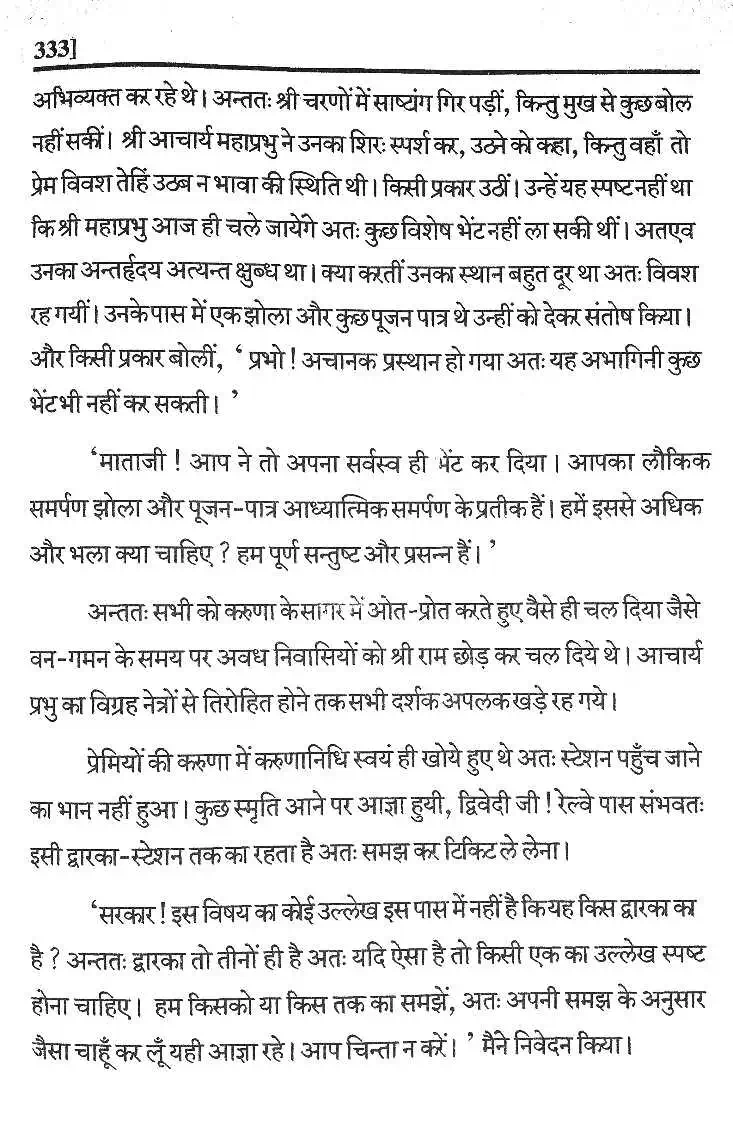 333]
अभिव्यक्त कर रहे थे। अन्ततः श्री चरणों में साष्टांग गिर पड़ीं, किन्तु मुख से कुछ बोल
नहीं सकीं। श्री आचार्य महाप्रभु ने उनका शिरः स्पर्श कर, उठने को कहा, किन्तु वहाँ तो
प्रेम विवश तेहिं उठब न भावा की स्थिति थी। किसी प्रकार उठीं। उन्हें यह स्पष्ट नहीं था
कि श्री महाप्रभु आज ही चले जायेगे अतः कुछ विशेष भेंट नहीं ला सकी थीं। अतएव
उनका अन्तर्हृदय अत्यन्त क्षुब्ध था। क्या करतीं उनका स्थान बहुत दूर था अतः विवश
रह गयीं। उनके पास में एक झोला और कुछ पूजन पात्र थे उन्हीं को देकर संतोष किया।
और किसी प्रकार बोलीं, ‘ प्रभो ! अचानक प्रस्थान हो गया अतः यह अभागिनी कुछ
भेंट भी नहीं कर सकती। ’
‘माताजी ! आप ने तो अपना सर्वस्व ही भेंट कर दिया। आपका लौकिक
समर्पण झोला और पूजन-पात्र आध्यात्मिक समर्पण के प्रतीक हैं। हमें इससे अधिक
और भला क्या चाहिए ? हम पूर्ण सन्तुष्ट और प्रसन्न हैं। ’
अन्ततः सभी को करुणा के सागर में ओत-प्रोत करते हुए वैसे ही चल दिया जैसे
वन-गमन के समय पर अवध निवासियों को श्री राम छोड़ कर चल दिये थे। आचार्य
प्रभु का विग्रह नेत्रों से तिरोहित होने तक सभी दर्शक अपलक खड़े रह गये।
प्रेमियों की करुणा में करुणानिधि स्वयं ही खोये हुए थे अतः स्टेशन पहुँच जाने
का भान नहीं हुआ। कुछ स्मृति आने पर आज्ञा हुयी, द्विवेदी जी ! रेल्वे पास संभवतः
इसी द्वारका-स्टेशन तक का रहता है अतः समझ कर टिकिट ले लेना।
‘सरकार ! इस विषय का कोई उल्लेख इस पास में नहीं है कि यह किस द्वारका का
है ? अन्ततः द्वारका तो तीनों ही है अतः यदि ऐसा है तो किसी एक का उल्लेख स्पष्ट
होना चाहिए। हम किसको या किस तक का समझें, अतः अपनी समझ के अनुसार
जैसा चाहूँ कर लूँ यही आज्ञा रहे। आप चिन्ता न करें। ’ मैंने निवेदन किया।